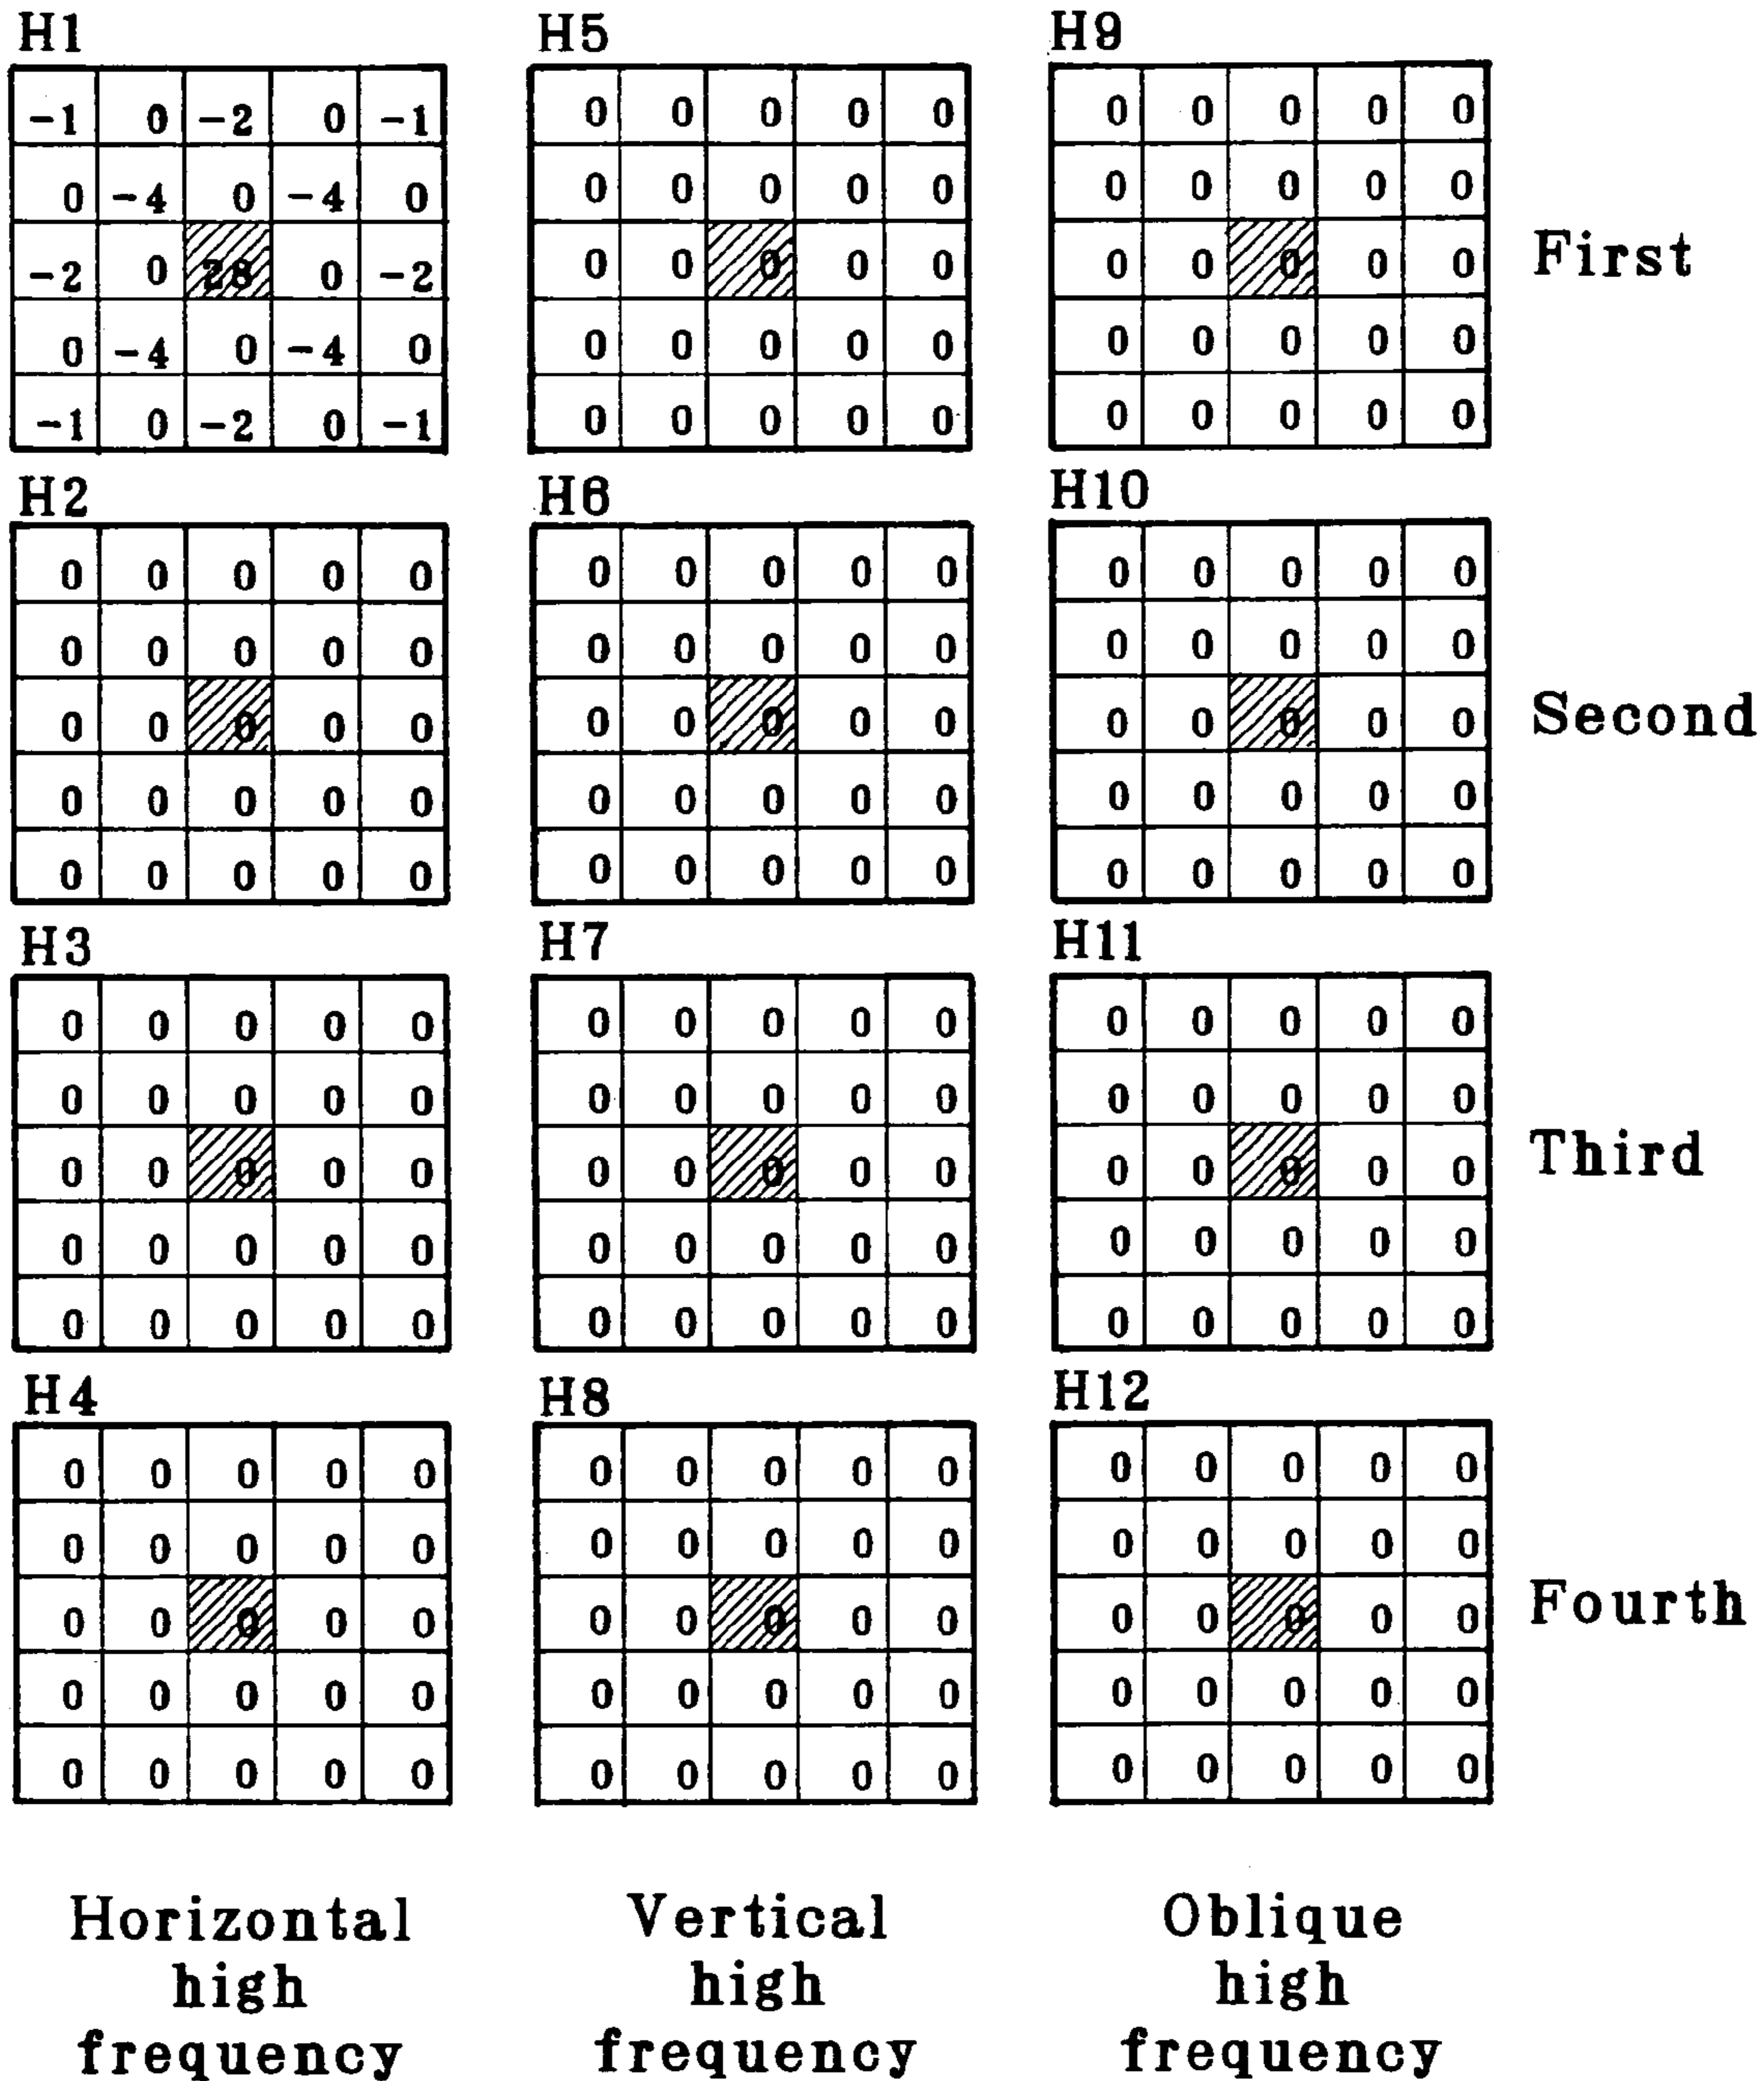 H1 H5 H9
-1 0 -2 0 -1 0 0 0 0 0 0 0 0 0 0
0 -4 0 -4 0 0 0 0 0 0 0 0 0 0 0
-2 0 28 0 -2 0 0 0 0 0 0 0 0 0 0 First
0 -4 0 -4 0 0 0 0 0 0 0 0 0 0 0
-1 0 -2 0 -1 0 0 0 0 0 0 0 0 0 0
H2 H6 H10
0 0 0 0 0 0 0 0 0 0 0 0 0 0 0
0 0 0 0 0 0 0 0 0 0 0 0 0 0 0
0 0 0 0 0 0 0 0 0 0 0 0 0 0 0 Second
0 0 0 0 0 0 0 0 0 0 0 0 0 0 0
0 0 0 0 0 0 0 0 0 0 0 0 0 0 0
H3 H7 H11
0 0 0 0 0 0 0 0 0 0 0 0 0 0 0
0 0 0 0 0 0 0 0 0 0 0 0 0 0 0
0 0 0 0 0 0 0 0 0 0 0 0 0 0 0 Third
0 0 0 0 0 0 0 0 0 0 0 0 0 0 0
0 0 0 0 0 0 0 0 0 0 0 0 0 0 0
H4 H8 H12
0 0 0 0 0 0 0 0 0 0 0 0 0 0 0
0 0 0 0 0 0 0 0 0 0 0 0 0 0 0
0 0 0 0 0 0 0 0 0 0 0 0 0 0 0 Fourth
0 0 0 0 0 0 0 0 0 0 0 0 0 0 0
0 0 0 0 0 0 0 0 0 0 0 0 0 0 0
Horizontal Vertical Oblique
high high high
frequency frequency frequency